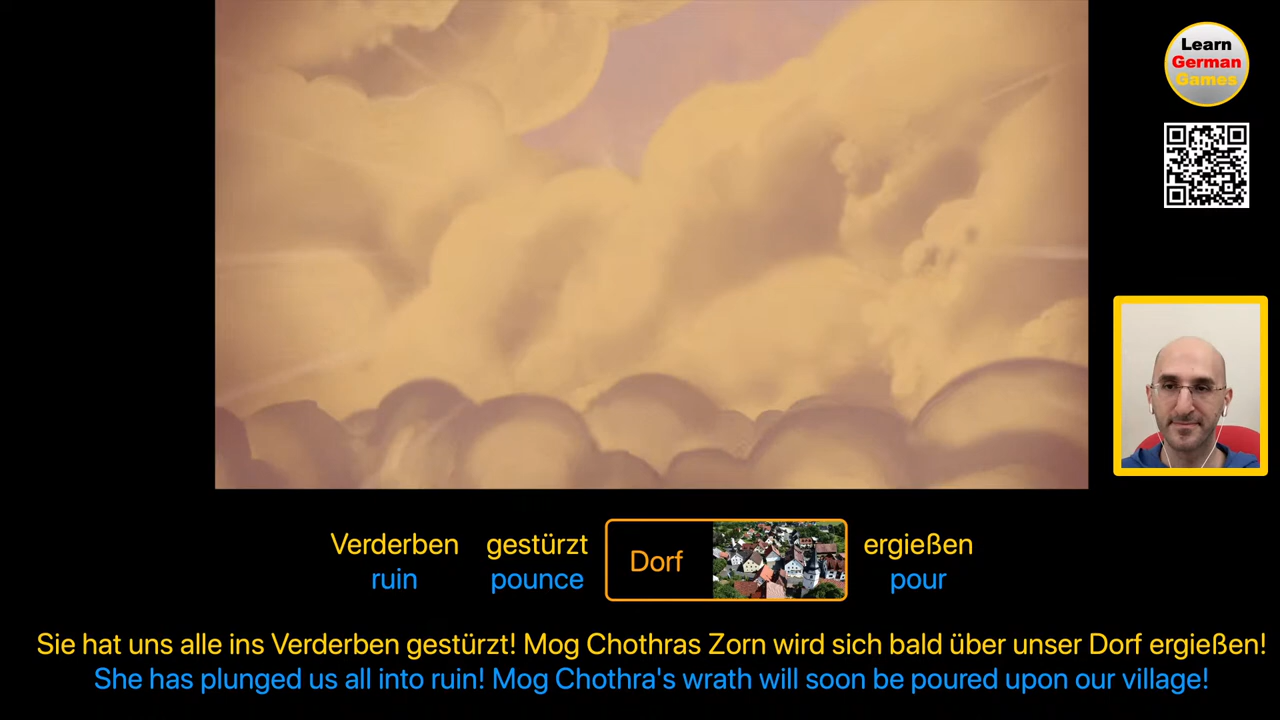 Learn
German
Games
Verderben gestürzt Dorf ergießen
ruin pounce pour
Sie hat uns alle ins Verderben gestürzt! Mog Chothras Zorn wird sich bald über unser Dorf ergießen!
She has plunged us all into ruin! Mog Chothra's wrath will soon be poured upon our village!